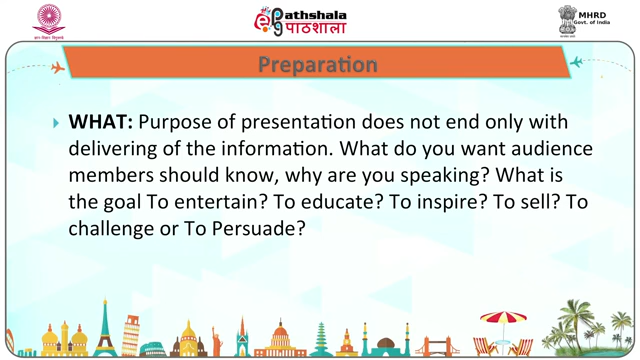 ePathshala
पाठशाला
MHRD
Govt. of India
Preparation
WHAT: Purpose of presentation does not end only with
delivering of the information. What do you want audience
members should know, why are you speaking? What is
the goal To entertain? To educate? To inspire? To sell? To
challenge or To Persuade?